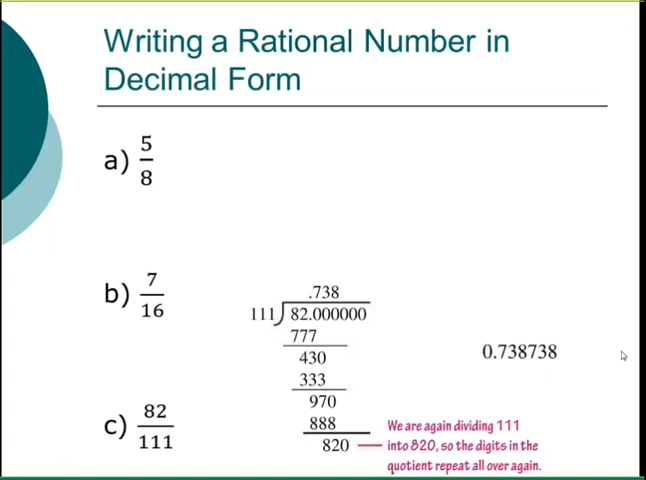 Writing a Rational Number in
Decimal Form
a) 5/8
b) 7/16
.738
111)82.000000
777
430
333
970
888
820
0.738738
c) 82/111
We are again dividing 111
into 820, so the digits in the
quotient repeat all over again.